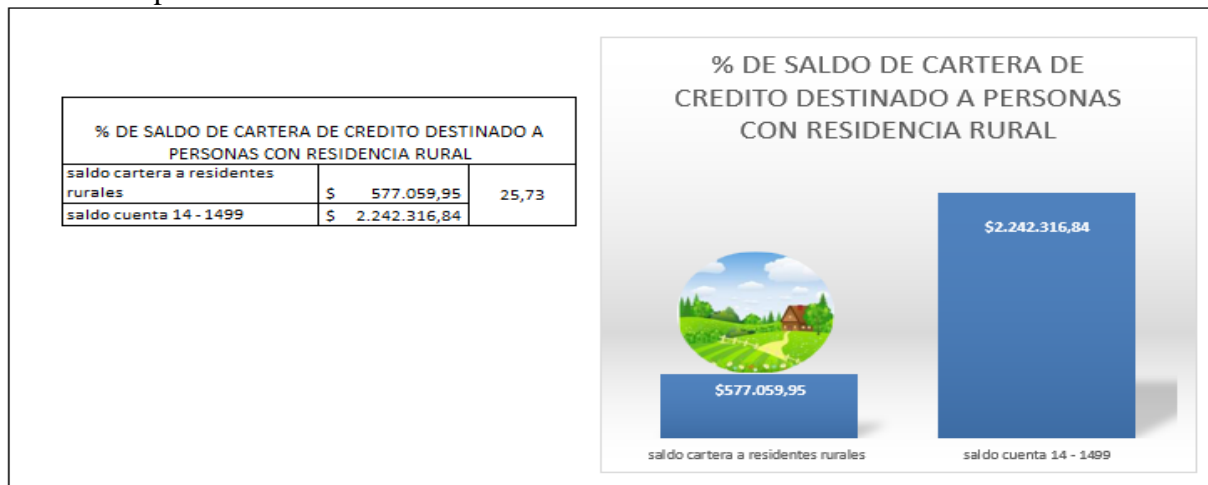 % DE SALDO DE CARTERA DE CREDITO DESTINADO A
PERSONAS CON RESIDENCIA RURAL
saldo cartera a residentes
rurales
$ 577.059,95
25,73
saldo cuenta 14 - 1499
$ 2.242.316,84
% DE SALDO DE CARTERA DE
CREDITO DESTINADO A PERSONAS
CON RESIDENCIA RURAL
$2.242.316,84
$577.059,95
saldo cartera a residentes rurales
saldo cuenta 14 - 1499